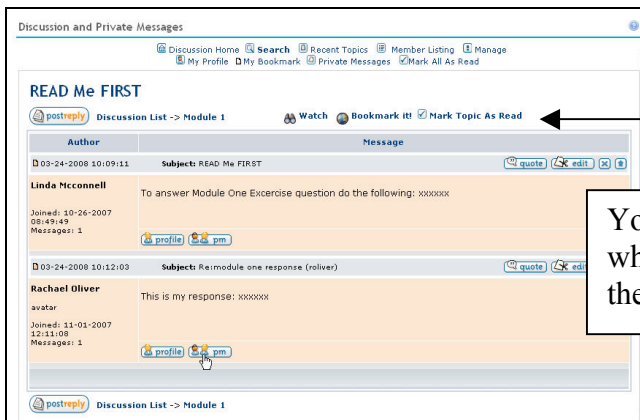 Discussion and Private Messages
Discussion Home Search Recent Topics Member Listing Manage
My Profile My Bookmark Private Messages Mark All As Read
READ Me FIRST
postreply Discussion List -> Module 1 Watch Bookmark it! Mark Topic As Read
Author Message
03-24-2008 10:09:11 Subject: READ Me FIRST quote edit
Linda Mcconnell
To answer Module One Excercise question do the following: xxxxxx
Joined: 10-26-2007
08:49:49
Messages: 1
profile pm
03-24-2008 10:12:03 Subject: Re:module one response (roliver) quote edit
Rachael Oliver
This is my response: xxxxxx
avatar
Joined: 11-01-2007
12:11:08
Messages: 1
profile pm
postreply Discussion List -> Module 1
Yo
wh
the